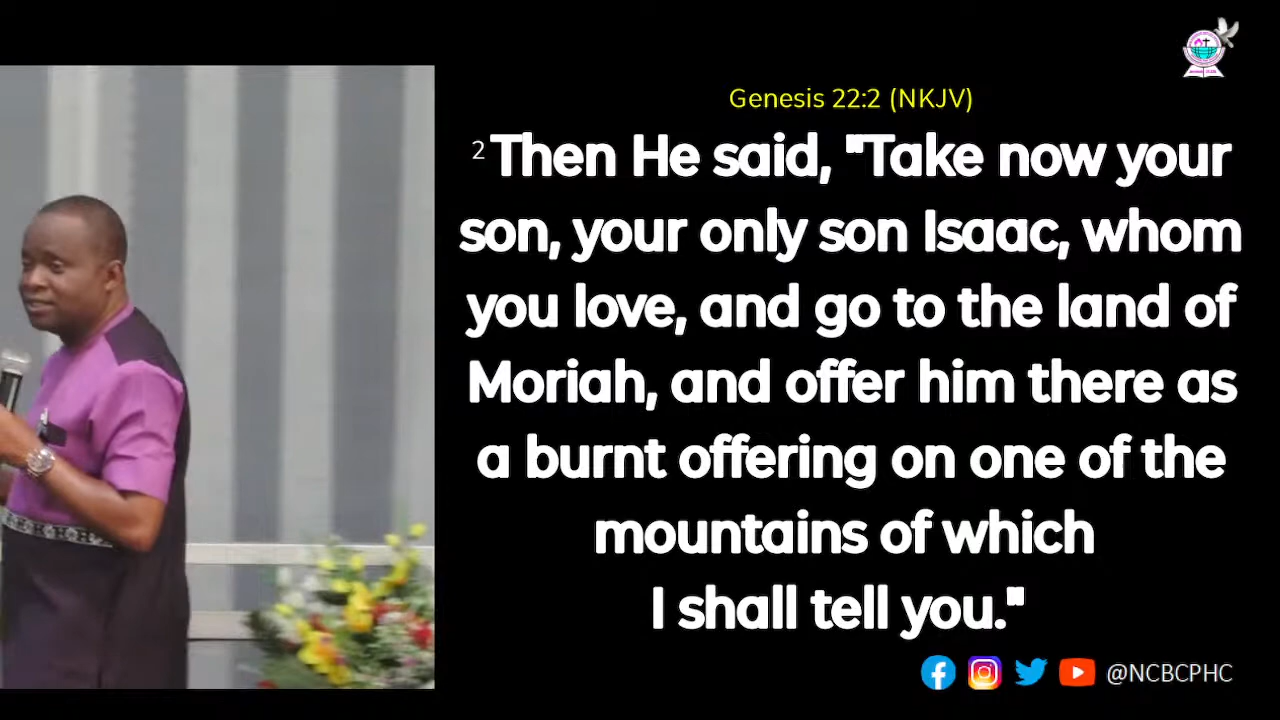 Genesis 22:2 (NKJV)
2 Then He said, "Take now your
son, your only son Isaac, whom
you love, and go to the land of
Moriah, and offer him there as
a burnt offering on one of the
mountains of which
I shall tell you."
@NCBCPHC